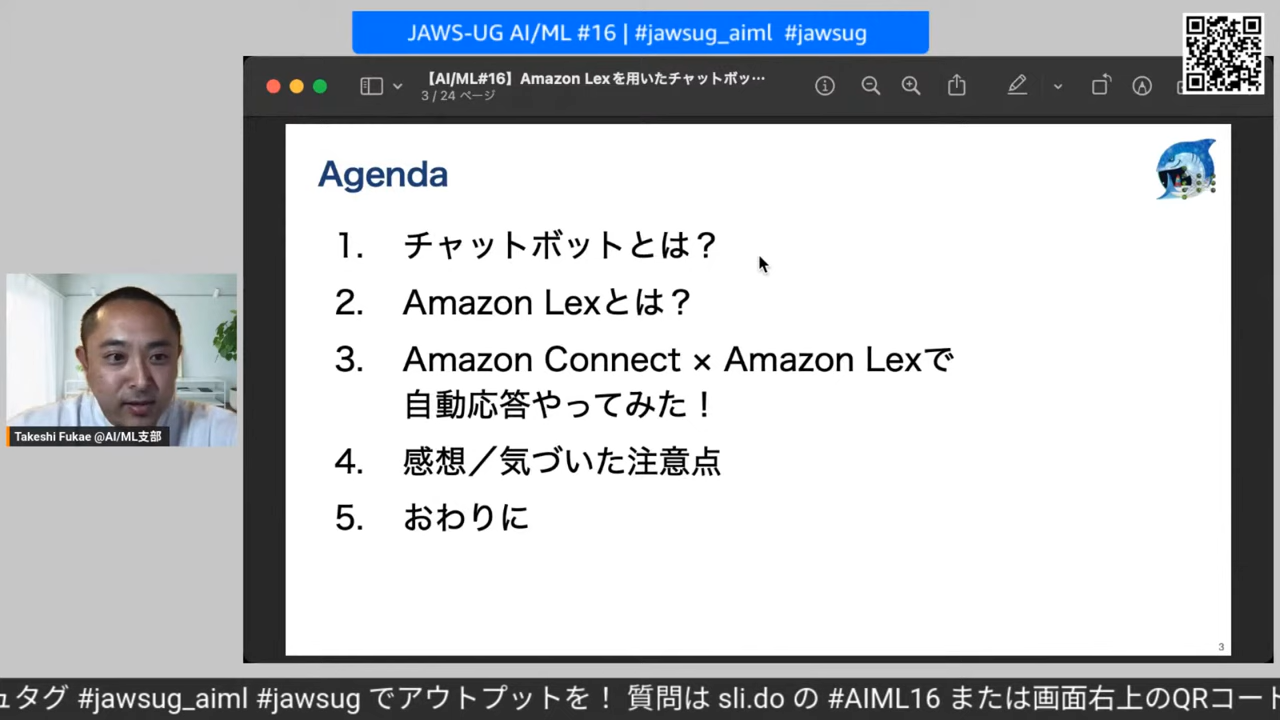 JAWS-UG AI/ML #16 | #jawsug_aiml #jawsug
【AI/ML#16】Amazon Lexを用いたチャットボッ…
3 / 24 ページ
Agenda
1. チャットボットとは？
2. Amazon Lexとは？
3. Amazon Connect × Amazon Lexで
自動応答やってみた！
4. 感想／気づいた注意点
5. おわりに
3
Takeshi Fukae @AI/ML支部
ュタグ #jawsug_aiml #jawsug でアウトプットを！ 質問は sli.do の #AIML16 または画面右上のQRコード